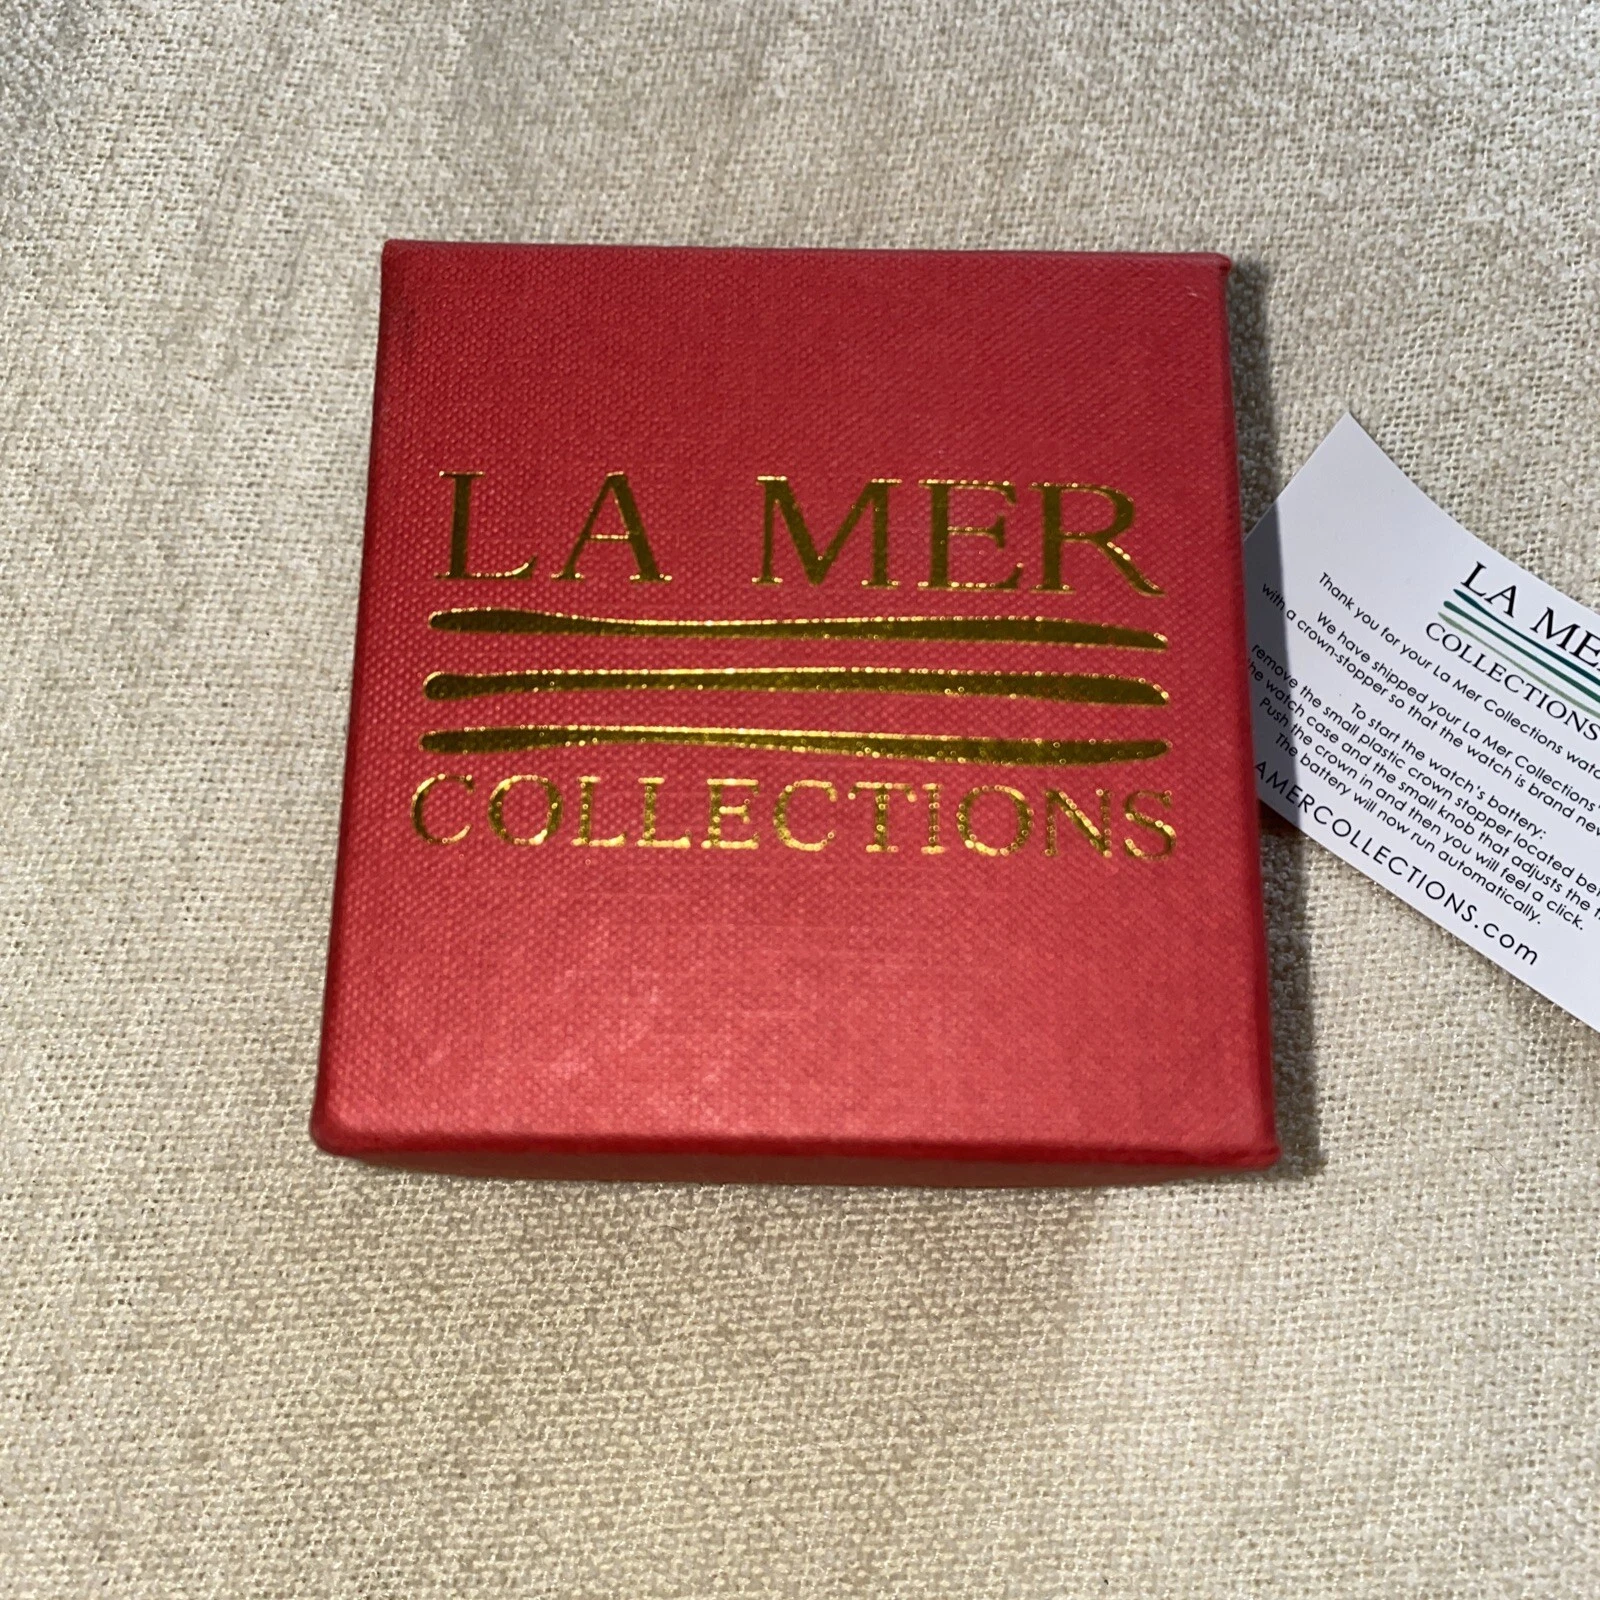 LA MER
COLLECTIONS
LA ME
COLLECTIONS
Thank you for your La Mer Collections
We have shipped your La Mer Collections
with a crown-stopper so that the watch is brand new
To start the watch's battery:
remove the small plastic crown stopper located
the watch case and the small knob that adjusts the
Push the crown in and then you will feel a click.
The battery will now run automatically.
AMERCOLLECTIONS.com